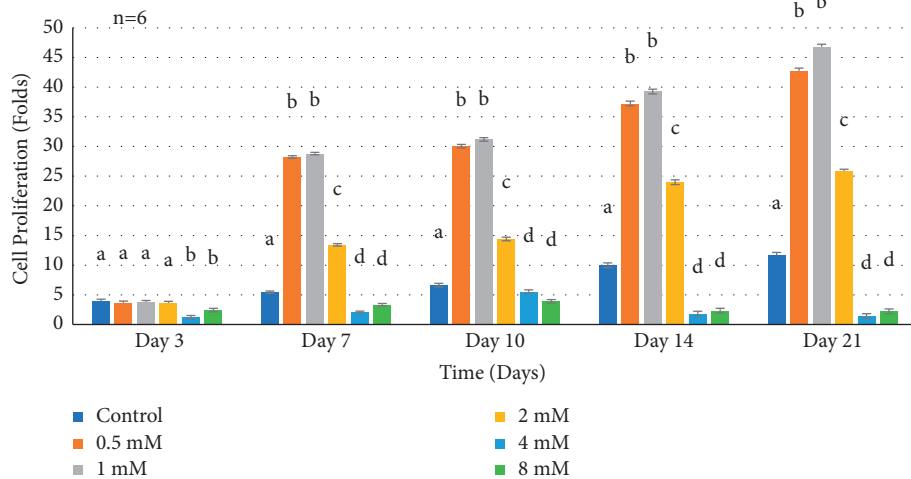 n=6
Cell Proliferation (Folds)
50
45
40
35
30
25
20
15
10
5
0
a a a a b b
a b b c d d
a b b c d d
a b b c d d
a b b c d d
Day 3 Day 7 Day 10 Day 14 Day 21
Time (Days)
Control
0.5 mM
1 mM
2 mM
4 mM
8 mM